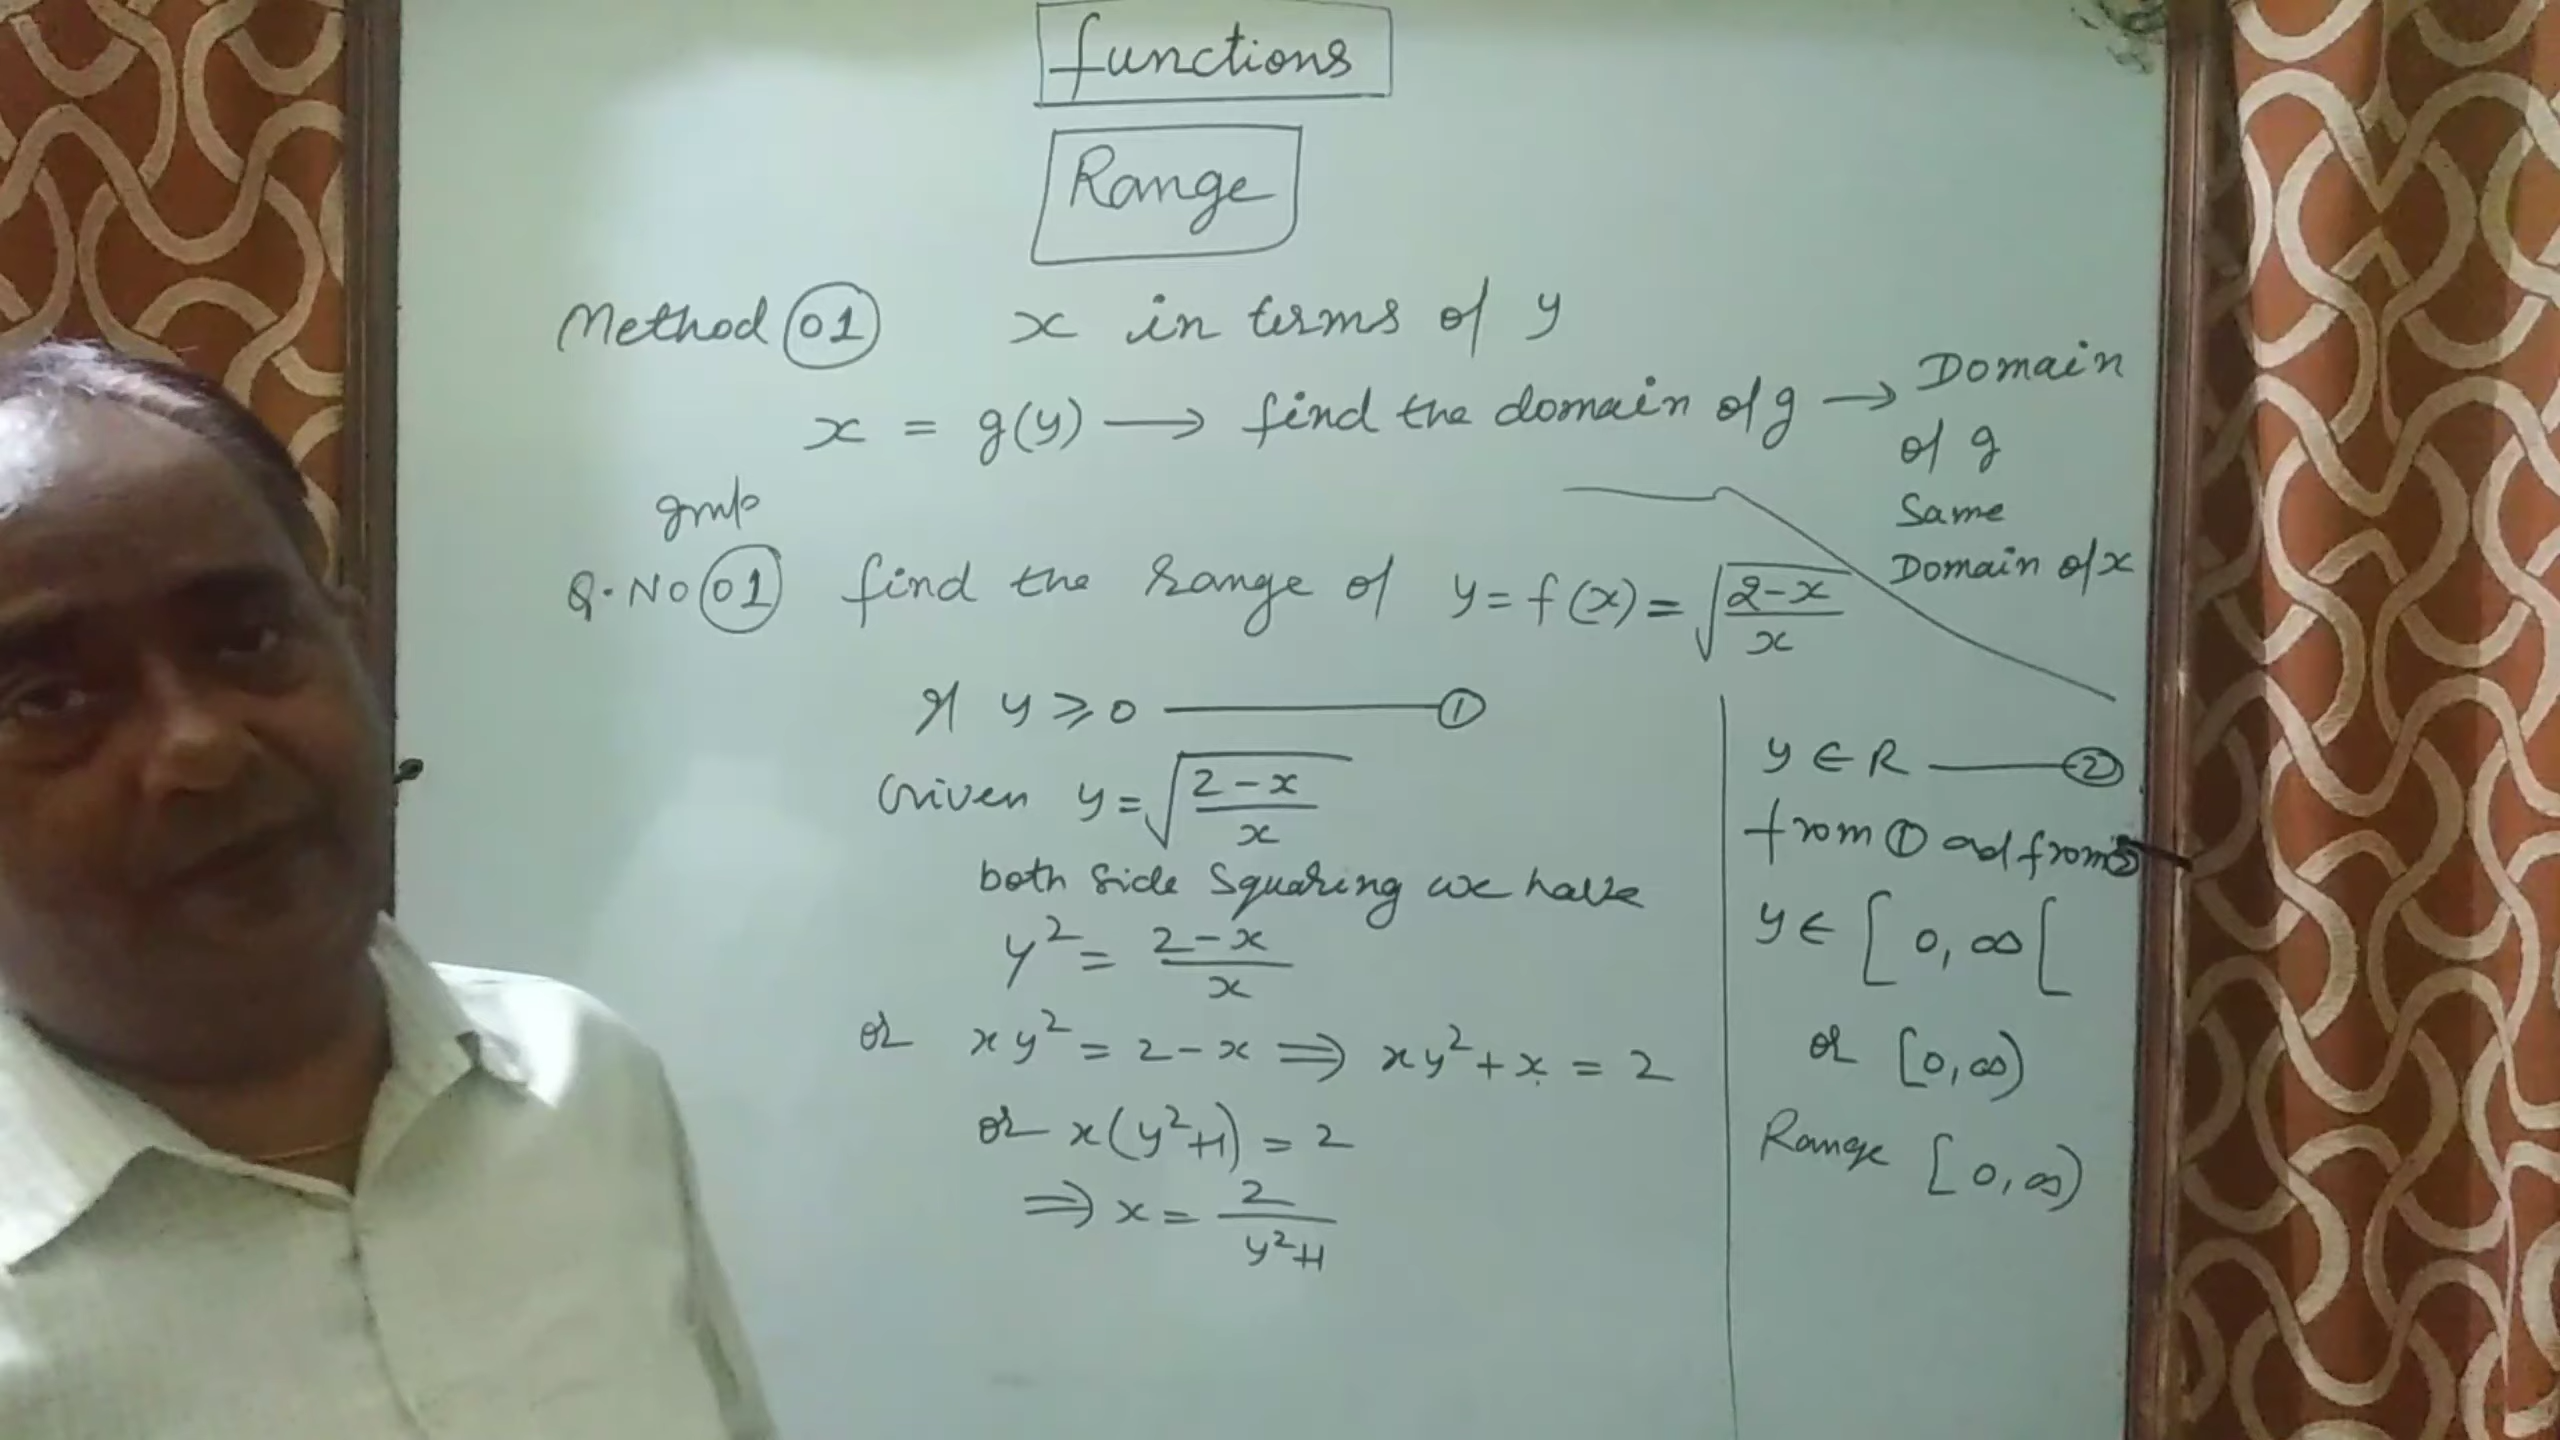 functions
Range
Method 01 x in terms of y
x = g(y) → find the domain of g → Domain
of g
Same
Domain of x
Q. No 01 find the range of y = f(x) = √((2-x)/x)
y ≥ 0 ——— ①
Given y = √((2-x)/x)
both side squaring we have
y² = (2-x)/x
or xy² = 2-x ⇒ xy²+x = 2
or x(y²+1) = 2
⇒ x = 2/(y²+1)
y ∈ R ——— ②
from ① ad from ②
y ∈ [0, ∞[
or [0, ∞)
Range [0, ∞)